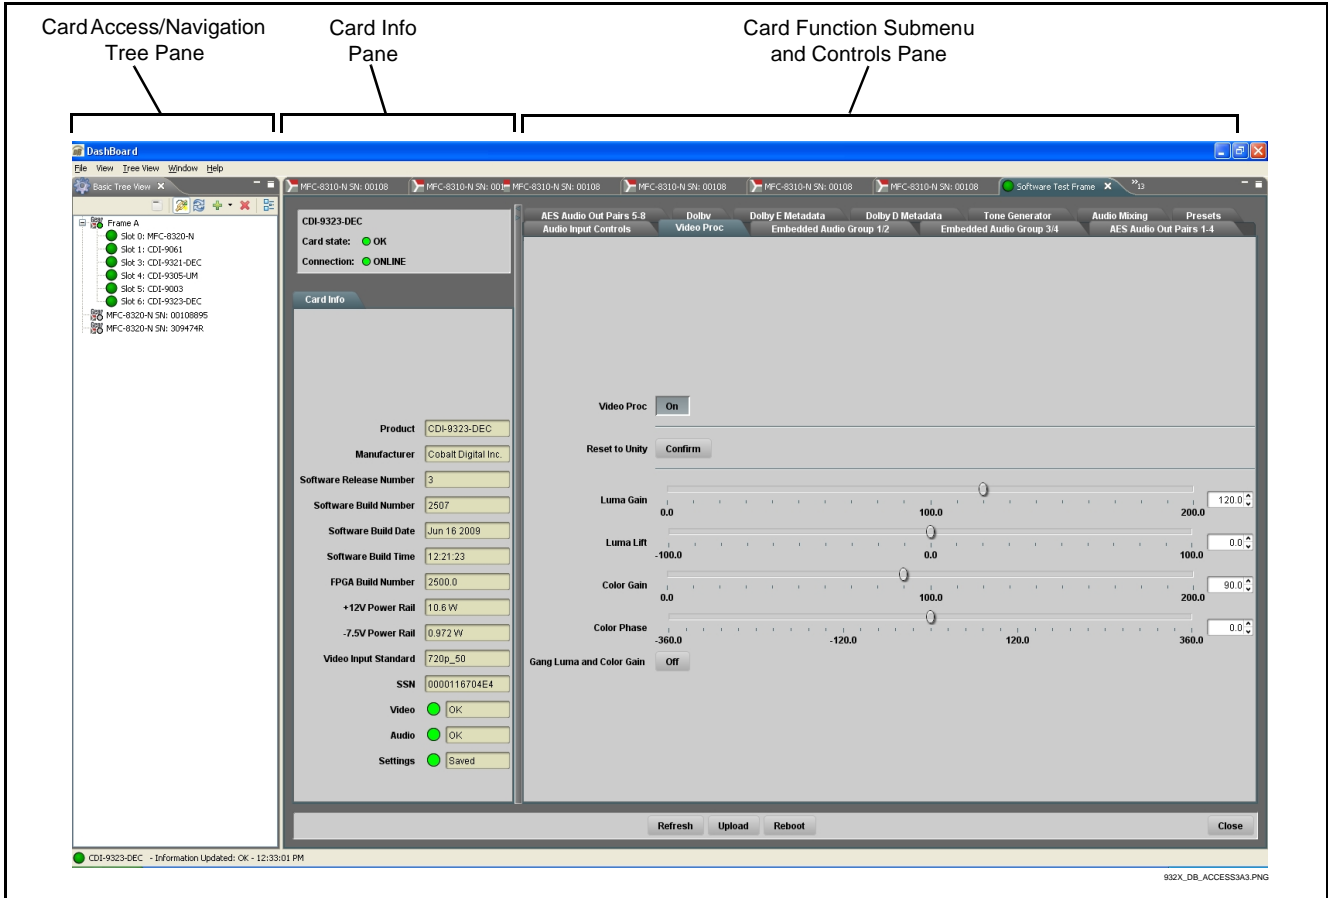 Card Access/Navigation
Tree Pane
Card Info
Pane
Card Function Submenu
and Controls Pane
DashBoard
File View Tree View Window Help
Basic Tree View
MFC-8310-N SN: 00108
MFC-8310-N SN: 001
MFC-8310-N SN: 00108
MFC-8310-N SN: 00108
MFC-8310-N SN: 00108
MFC-8310-N SN: 00108
Software Test Frame
»13
Frame A
Slot 0: MFC-8320-N
Slot 1: CDI-9061
Slot 3: CDI-9321-DEC
Slot 4: CDI-9305-UM
Slot 5: CDI-9003
Slot 6: CDI-9323-DEC
MFC-8320-N SN: 00108895
MFC-8320-N SN: 309474R
CDI-9323-DEC
Card state: OK
Connection: ONLINE
Card Info
Product CDI-9323-DEC
Manufacturer Cobalt Digital Inc.
Software Release Number 3
Software Build Number 2507
Software Build Date Jun 16 2009
Software Build Time 12:21:23
FPGA Build Number 2500.0
+12V Power Rail 10.6 W
-7.5V Power Rail 0.972 W
Video Input Standard 720p_50
SSN 0000116704E4
Video OK
Audio OK
Settings Saved
AES Audio Out Pairs 5-8 Dolby Dolby E Metadata Dolby D Metadata Tone Generator Audio Mixing Presets
Audio Input Controls Video Proc Embedded Audio Group 1/2 Embedded Audio Group 3/4 AES Audio Out Pairs 1-4
Video Proc On
Reset to Unity Confirm
Luma Gain 120.0
0.0 100.0 200.0
Luma Lift 0.0
-100.0 0.0 100.0
Color Gain 90.0
0.0 100.0 200.0
Color Phase 0.0
-360.0 -120.0 120.0 360.0
Gang Luma and Color Gain Off
Refresh Upload Reboot Close
CDI-9323-DEC - Information Updated: OK - 12:33:01 PM
932X_DB_ACCESS3A3.PNG